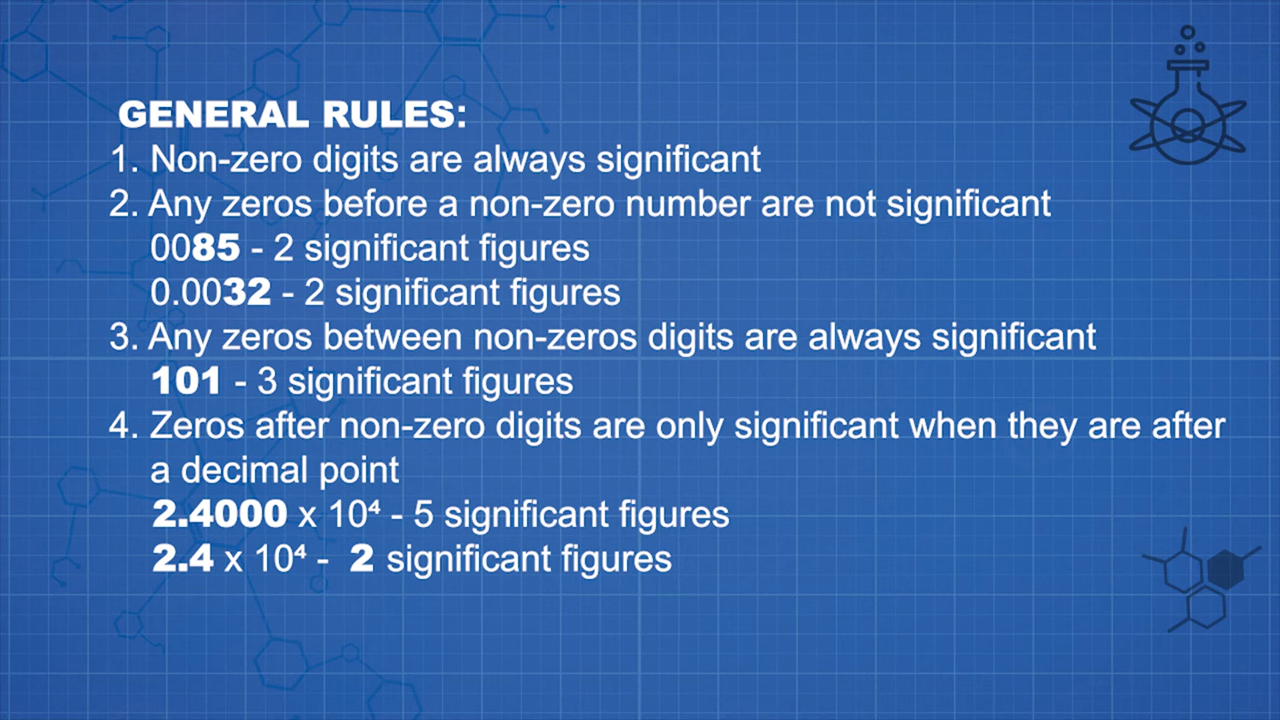 GENERAL RULES:
1. Non-zero digits are always significant
2. Any zeros before a non-zero number are not significant
0085 - 2 significant figures
0.0032 - 2 significant figures
3. Any zeros between non-zeros digits are always significant
101 - 3 significant figures
4. Zeros after non-zero digits are only significant when they are after
a decimal point
2.4000 x 10⁴ - 5 significant figures
2.4 x 10⁴ - 2 significant figures